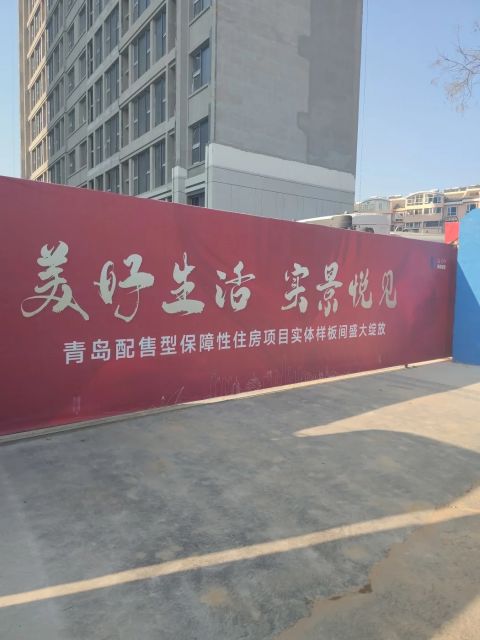 美好生活 实景悦见
青岛配售型保障性住房项目实体样板间盛大绽放